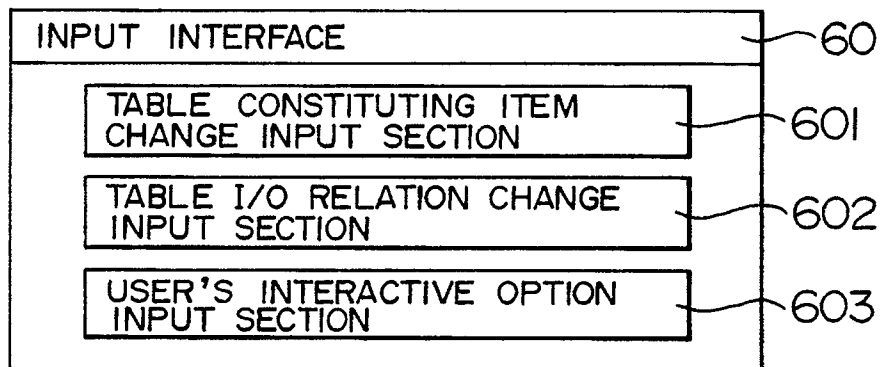 INPUT INTERFACE 60
TABLE CONSTITUTING ITEM
CHANGE INPUT SECTION 601
TABLE I/O RELATION CHANGE
INPUT SECTION 602
USER'S INTERACTIVE OPTION
INPUT SECTION 603